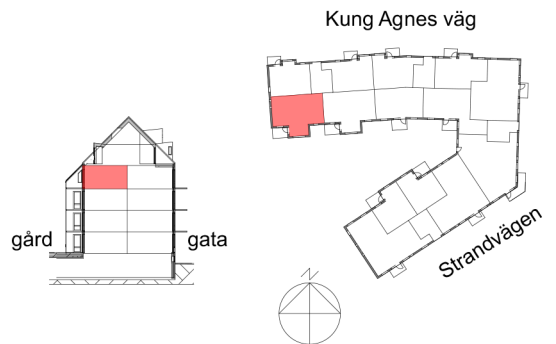 Kung Agnes väg
gård
gata
Strandvägen
N